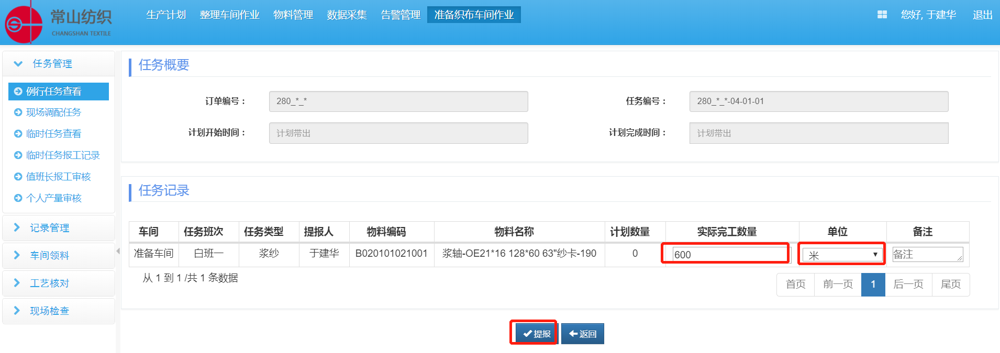 常山纺织
CHANGSHAN TEXTILE
生产计划 整理车间作业 物料管理 数据采集 告警管理 准备织布车间作业
您好, 于建华 退出
任务管理
例行任务查看
现场调配任务
临时任务查看
临时任务报工记录
值班长报工审核
个人产量审核
记录管理
车间领料
工艺核对
现场检查
任务概要
订单编号： 280_*_* 任务编号： 280_*_*-04-01-01
计划开始时间： 计划带出 计划完成时间： 计划带出
任务记录
车间 任务班次 任务类型 提报人 物料编码 物料名称 计划数量 实际完工数量 单位 备注
准备车间 白班一 浆纱 于建华 B020101021001 浆轴-OE21*16 128*60 63"纱卡-190 0 600 米 备注
从 1 到 1 /共 1 条数据
首页 前一页 1 后一页 尾页
提报 返回